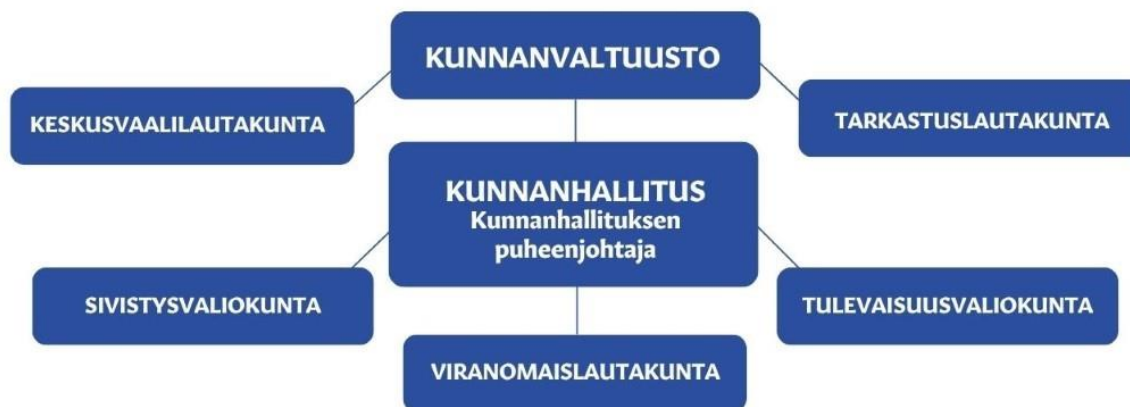 KUNNANVALTUUSTO
KESKUSVAALILAUTAKUNTA
TARKASTUSLAUTAKUNTA
KUNNANHALLITUS
Kunnanhallituksen
puheenjohtaja
SIVISTYSVALIOKUNTA
TULEVAISUUSVALIOKUNTA
VIRANOMAISLAUTAKUNTA